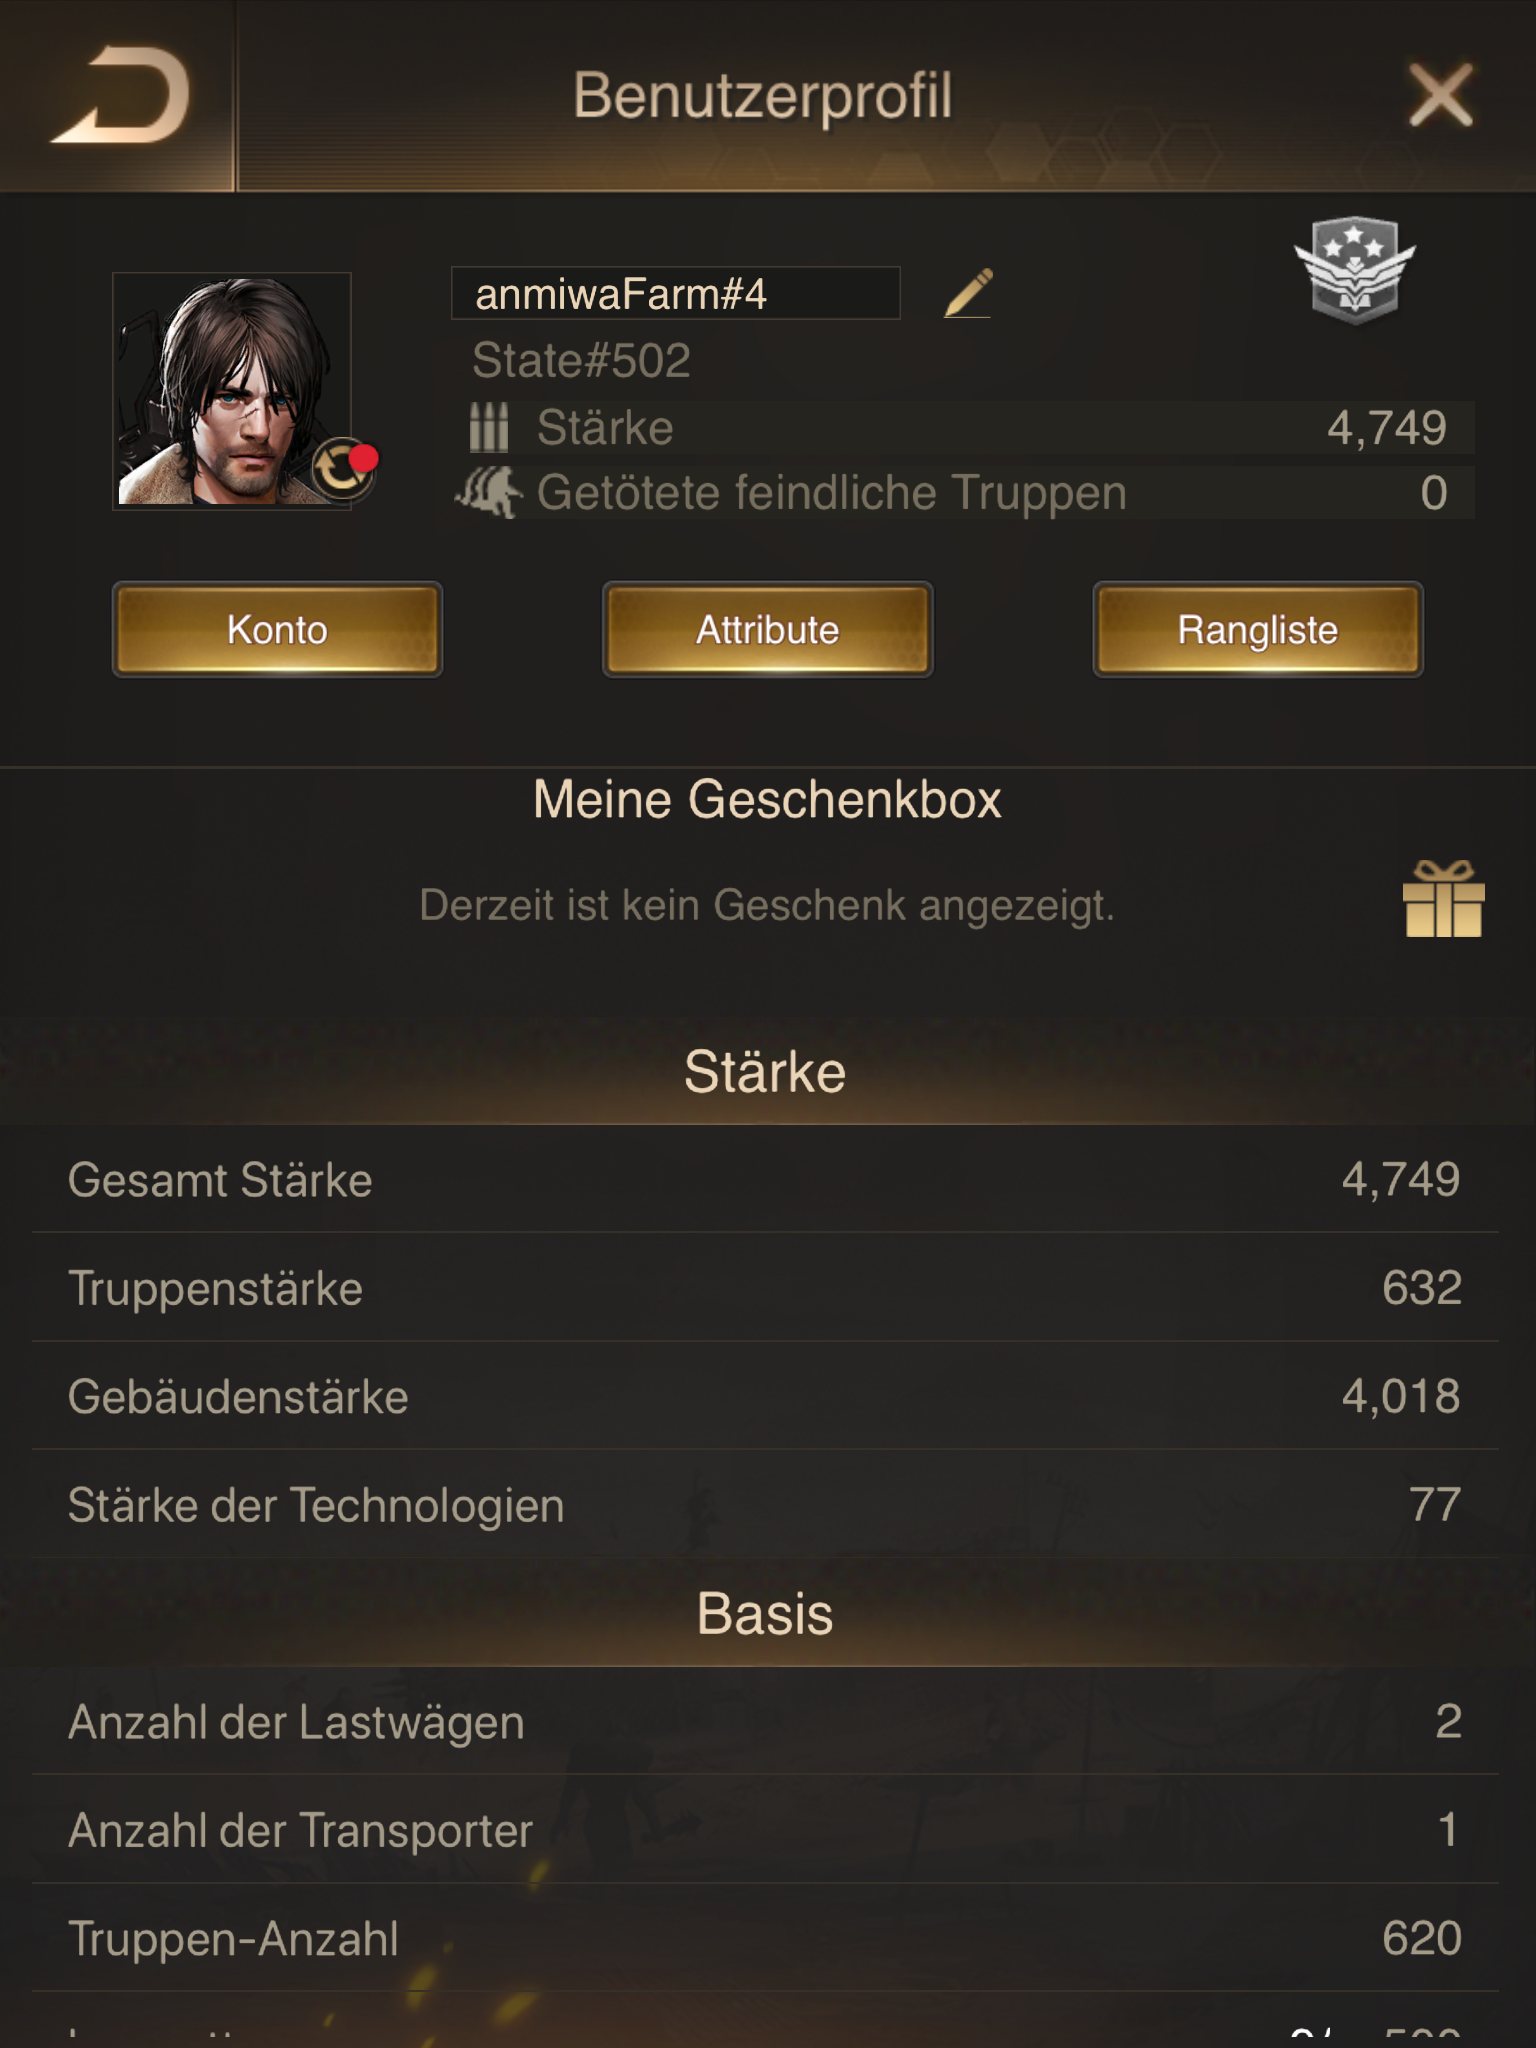 Benutzerprofil
anmiwaFarm#4
State#502
Stärke 4,749
Getötete feindliche Truppen 0
Konto Attribute Rangliste
Meine Geschenkbox
Derzeit ist kein Geschenk angezeigt.
Stärke
Gesamt Stärke 4,749
Truppenstärke 632
Gebäudenstärke 4,018
Stärke der Technologien 77
Basis
Anzahl der Lastwägen 2
Anzahl der Transporter 1
Truppen-Anzahl 620